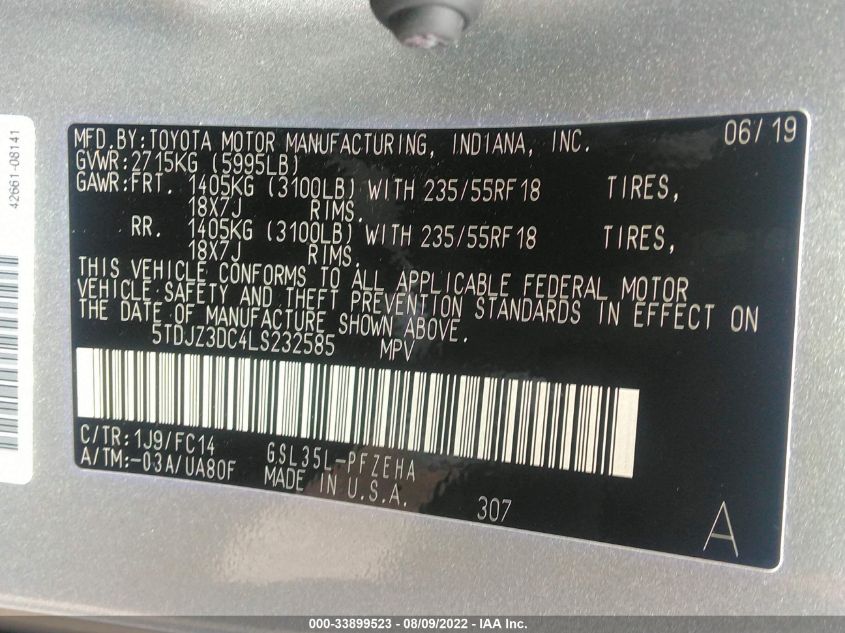 42661-08141
MFD.BY:TOYOTA MOTOR MANUFACTURING, INDIANA, INC. 06/19
GVWR:2715KG (5995LB)
GAWR:FRT. 1405KG (3100LB) WITH 235/55RF18 TIRES,
18X7J RIMS.
RR. 1405KG (3100LB) WITH 235/55RF18 TIRES,
18X7J RIMS.
THIS VEHICLE CONFORMS TO ALL APPLICABLE FEDERAL MOTOR
VEHICLE SAFETY AND THEFT PREVENTION STANDARDS IN EFFECT ON
THE DATE OF MANUFACTURE SHOWN ABOVE.
5TDJZ3DC4LS232585 MPV
C/TR:1J9/FC14 GSL35L-PFZEHA
A/TM:-03A/UA80F MADE IN U.S.A.
307 A
000-33899523 - 08/09/2022 - IAA Inc.